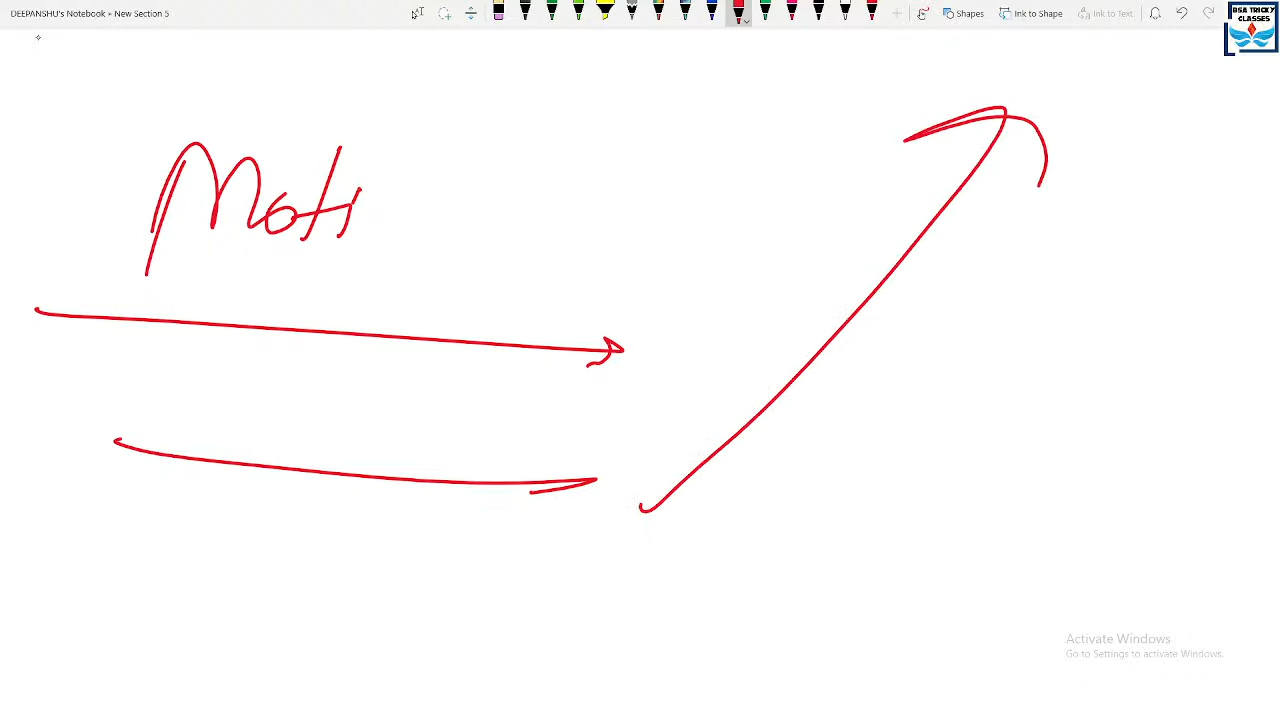 DEEPANSHU's Notebook » New Section 5
Shapes
Ink to Shape
Ink to Text
BSA TRICKY
CLASSES
Moti
Activate Windows
Go to Settings to activate Windows.